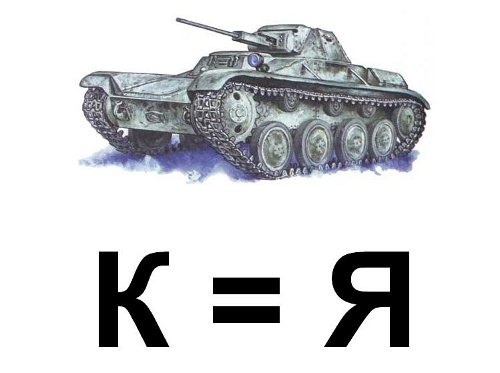 К = Я